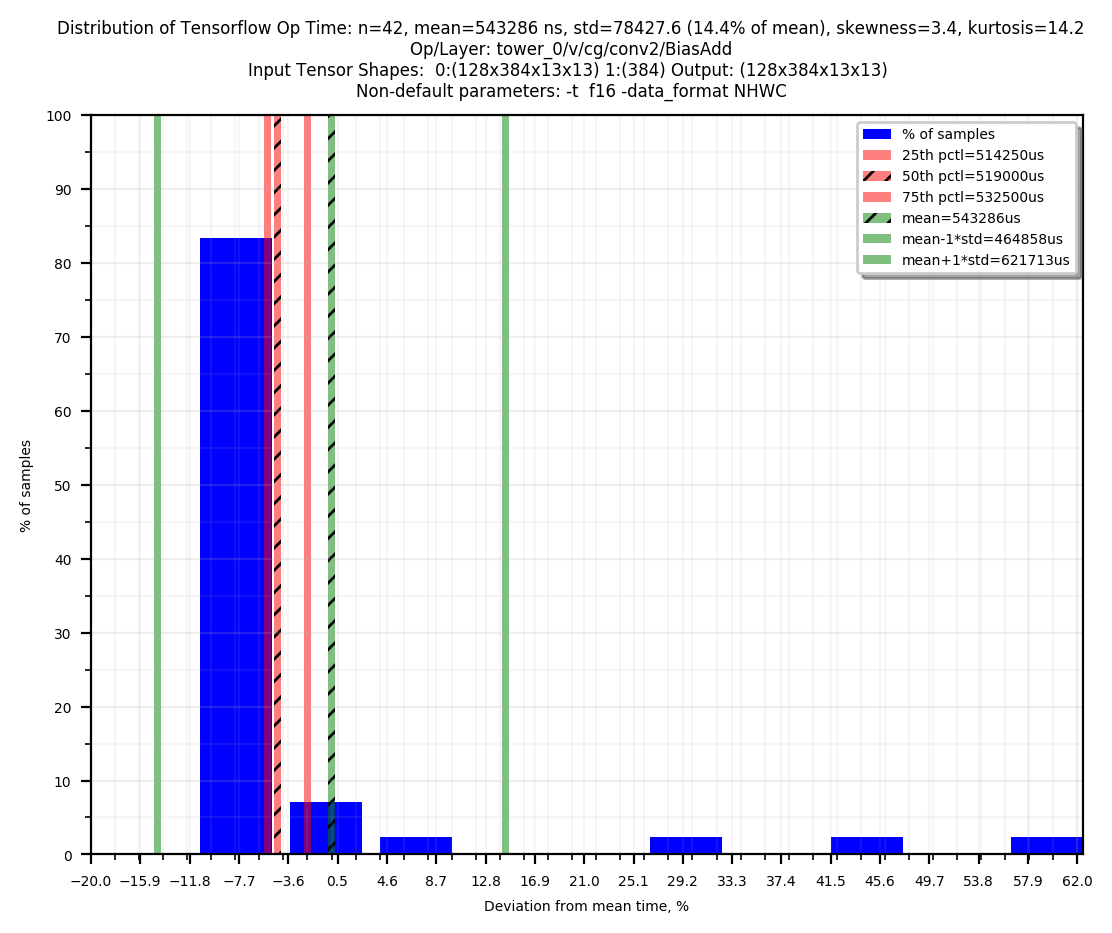 Distribution of Tensorflow Op Time: n=42, mean=543286 ns, std=78427.6 (14.4% of mean), skewness=3.4, kurtosis=14.2
Op/Layer: tower_0/v/cg/conv2/BiasAdd
Input Tensor Shapes:  0:(128x384x13x13) 1:(384) Output: (128x384x13x13)
Non-default parameters: -t  f16 -data_format NHWC
% of samples
25th pctl=514250us
50th pctl=519000us
75th pctl=532500us
mean=543286us
mean-1*std=464858us
mean+1*std=621713us
100
90
80
70
60
50
40
30
20
10
0
% of samples
−20.0 −15.9 −11.8 −7.7 −3.6 0.5 4.6 8.7 12.8 16.9 21.0 25.1 29.2 33.3 37.4 41.5 45.6 49.7 53.8 57.9 62.0
Deviation from mean time, %